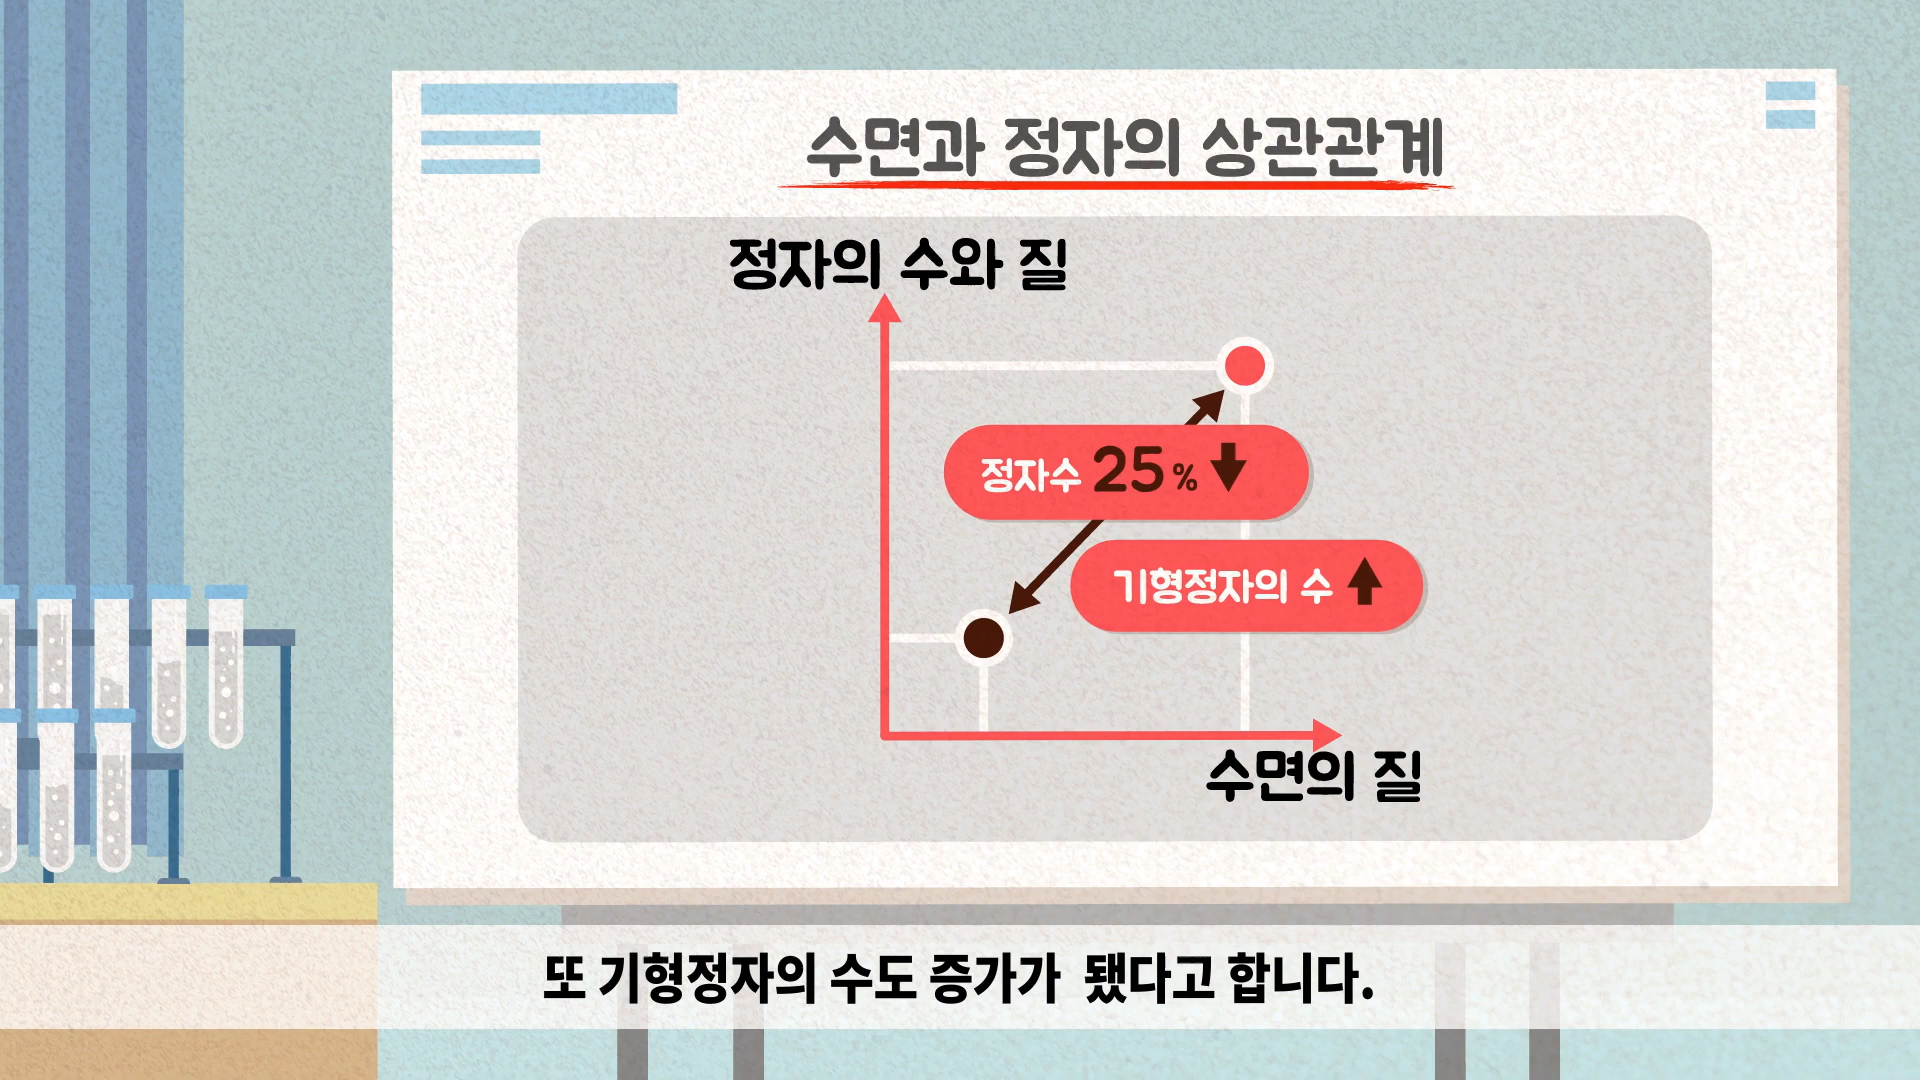 수면과 정자의 상관관계
정자의 수와 질
정자수 25% ⬇
기형정자의 수 ⬆
수면의 질
또 기형정자의 수도 증가가 됐다고 합니다.